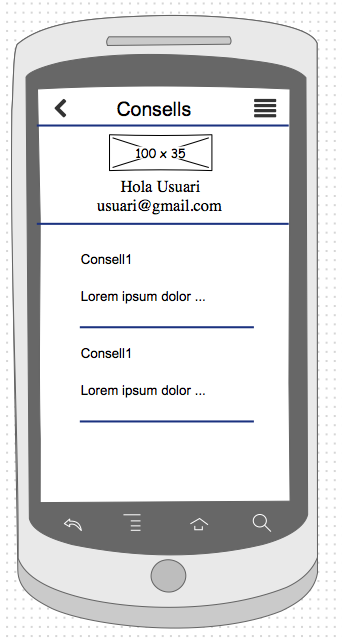 Consells
100 x 35
Hola Usuari
usuari@gmail.com
Consell1
Lorem ipsum dolor ...
Consell1
Lorem ipsum dolor ...